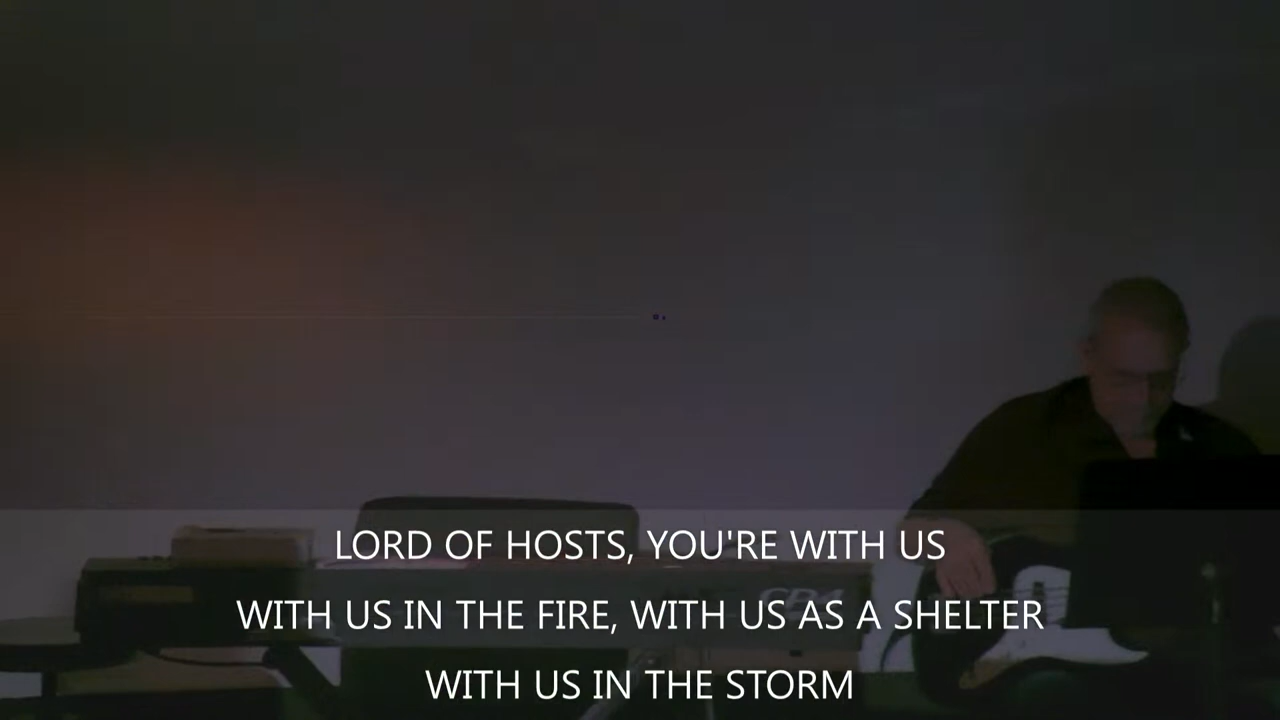 LORD OF HOSTS, YOU'RE WITH US
WITH US IN THE FIRE, WITH US AS A SHELTER
WITH US IN THE STORM